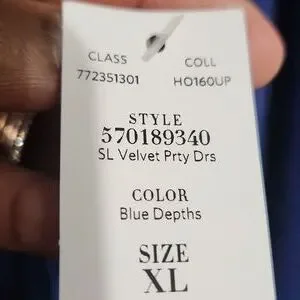 CLASS COLL
772351301 HO160UP
STYLE
570189340
SL Velvet Prty Drs
COLOR
Blue Depths
SIZE
XL